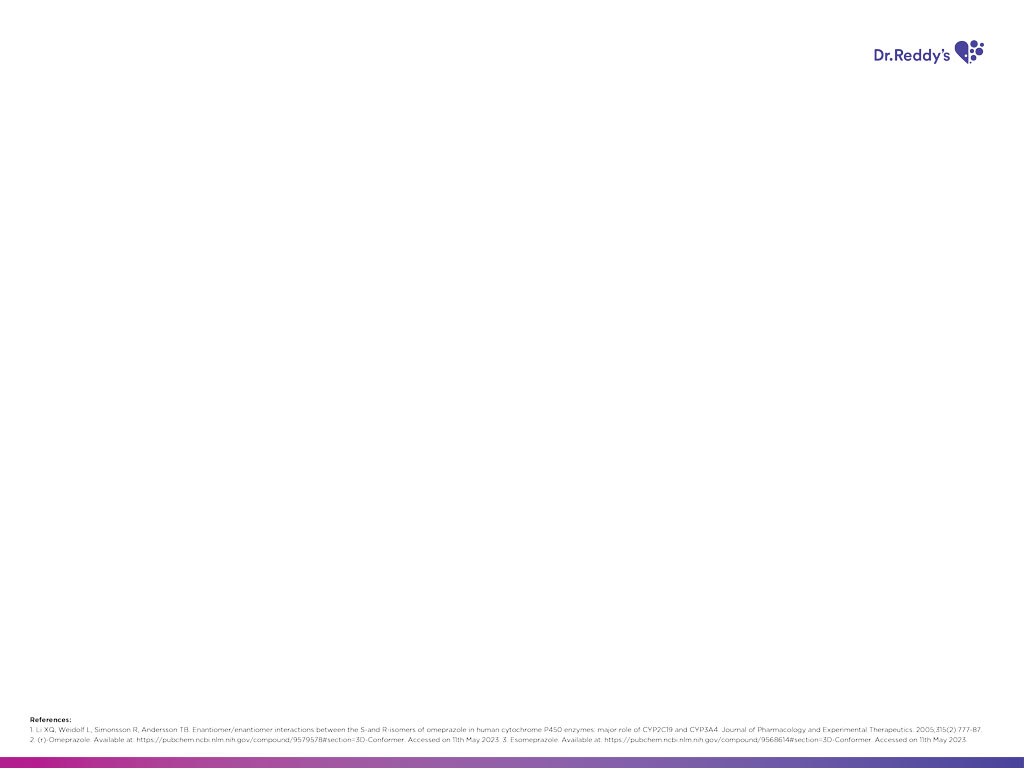 Dr.Reddy's
References:
1. Li XQ, Weidolf L, Simonsson R, Andersson TB. Enantiomer/enantiomer interactions between the S-and R-isomers of omeprazole in human cytochrome P450 enzymes: major role of CYP2C19 and CYP3A4. Journal of Pharmacology and Experimental Therapeutics. 2005;315(2):777-87.
2. (r)-Omeprazole. Available at: https://pubchem.ncbi.nlm.nih.gov/compound/9579578#section=3D-Conformer. Accessed on 11th May 2023. 3. Esomeprazole: Available at: https://pubchem.ncbi.nlm.nih.gov/compound/9568614#section=3D-Conformer. Accessed on 11th May 2023.